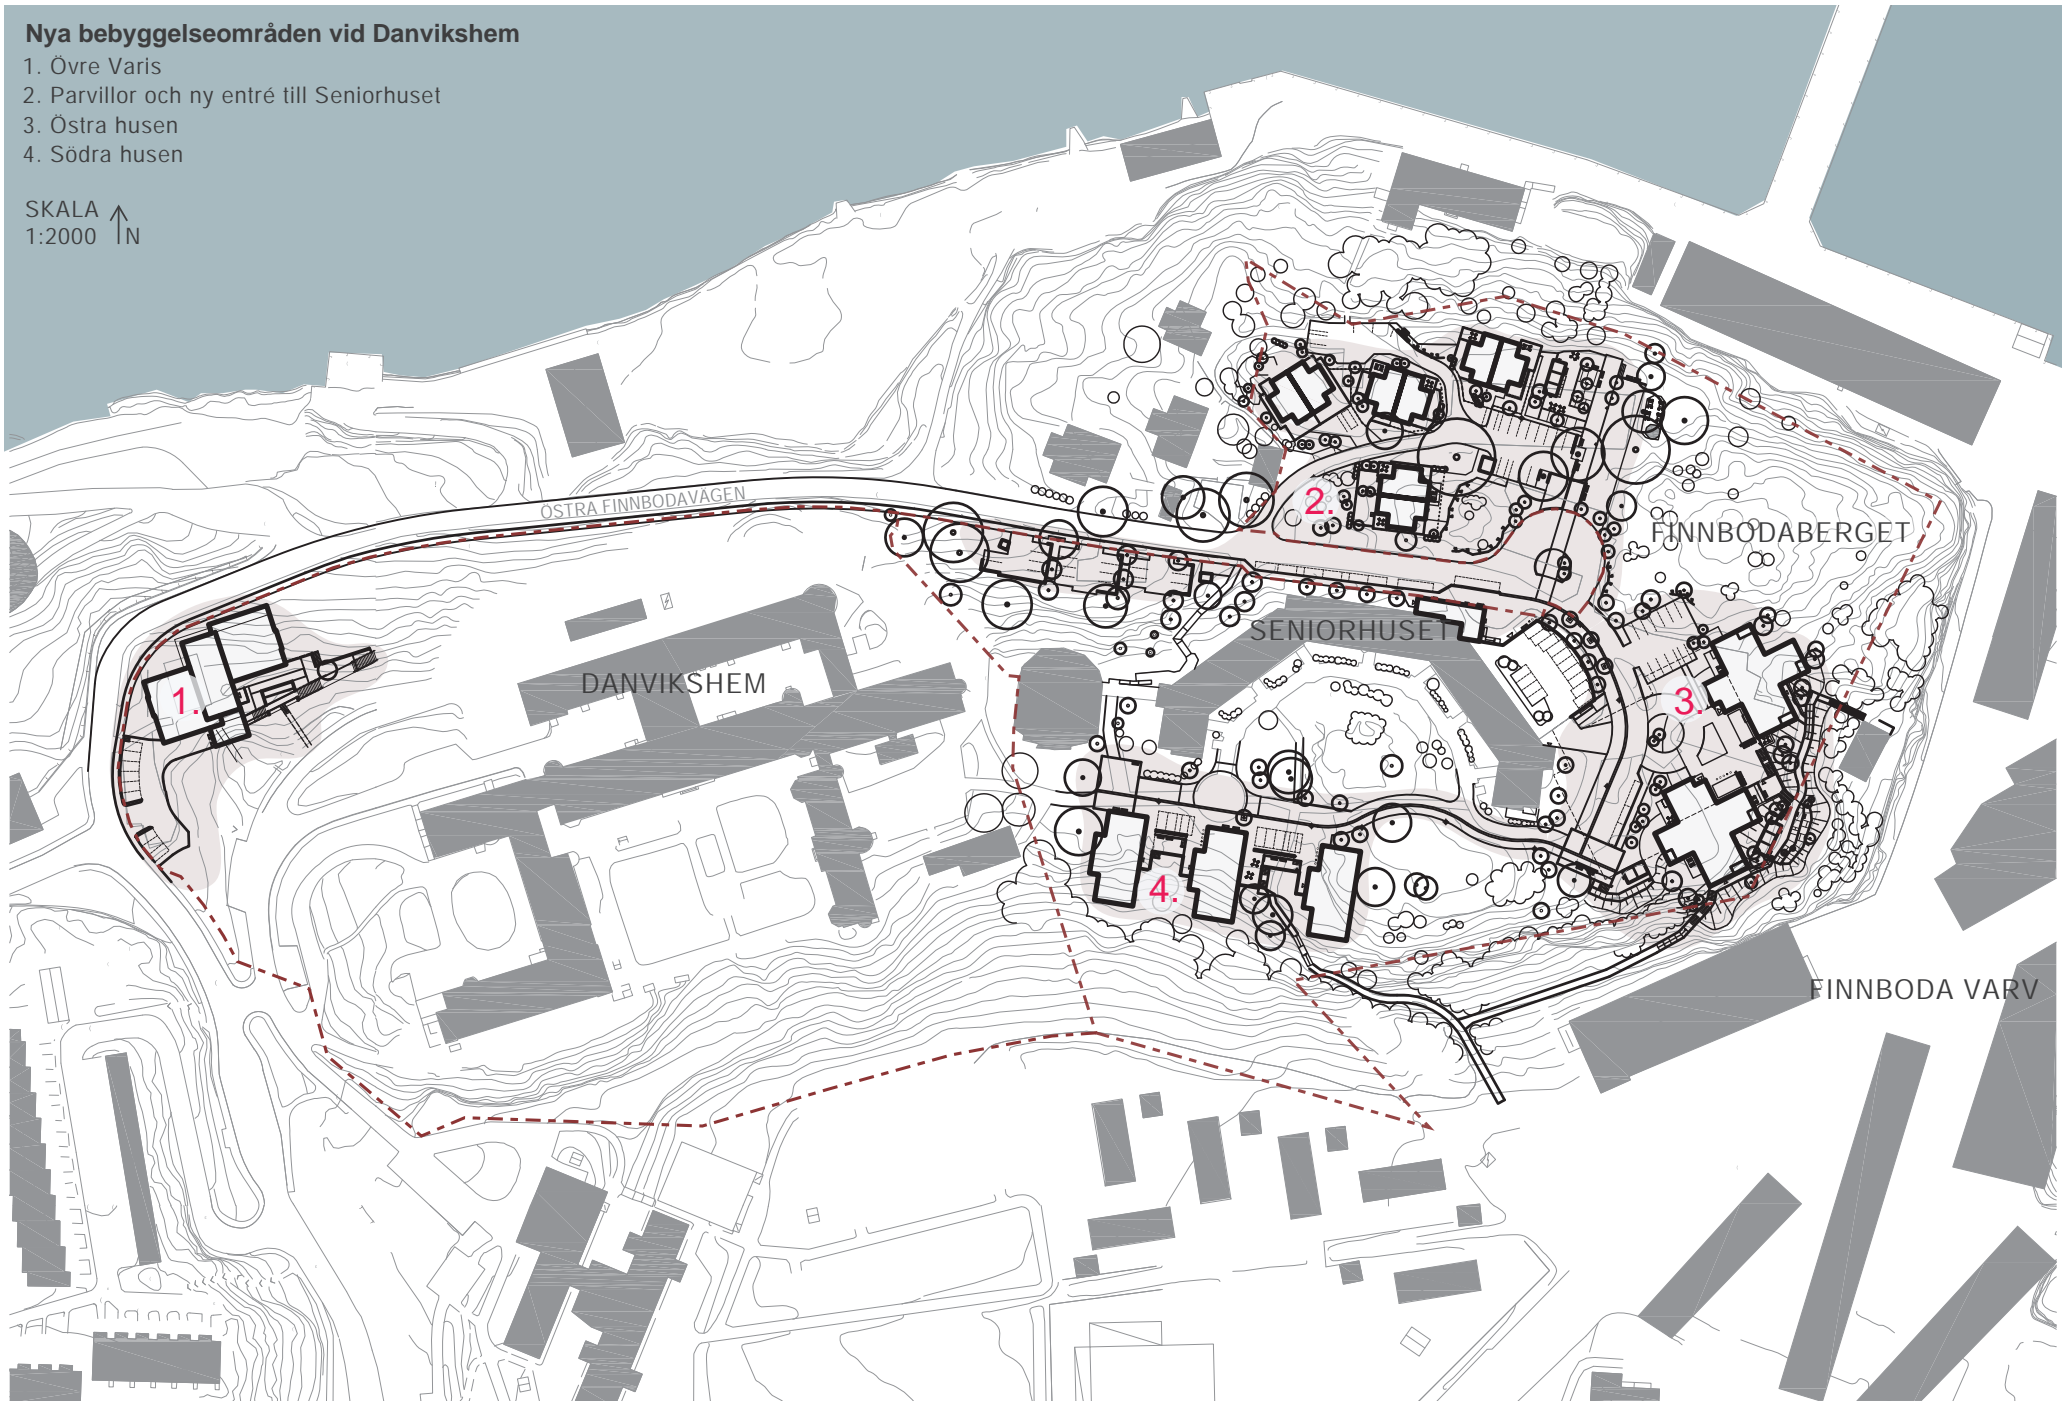 Nya bebyggelseområden vid Danvikshem
1. Övre Varis
2. Parvillor och ny entré till Seniorhuset
3. Östra husen
4. Södra husen
SKALA
1:2000 N
ÖSTRA FINNBODAVÄGEN
2.
FINNBODABERGET
SENIORHUSET
DANVIKSHEM
1.
3.
4.
FINNBODA VARV